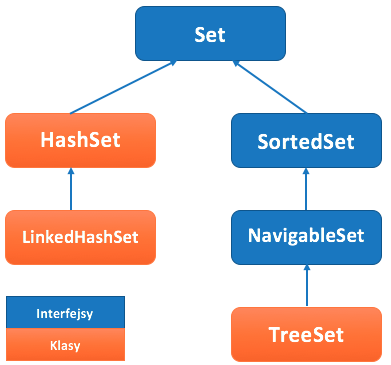 Set
HashSet
SortedSet
LinkedHashSet
NavigableSet
Interfejsy
Klasy
TreeSet